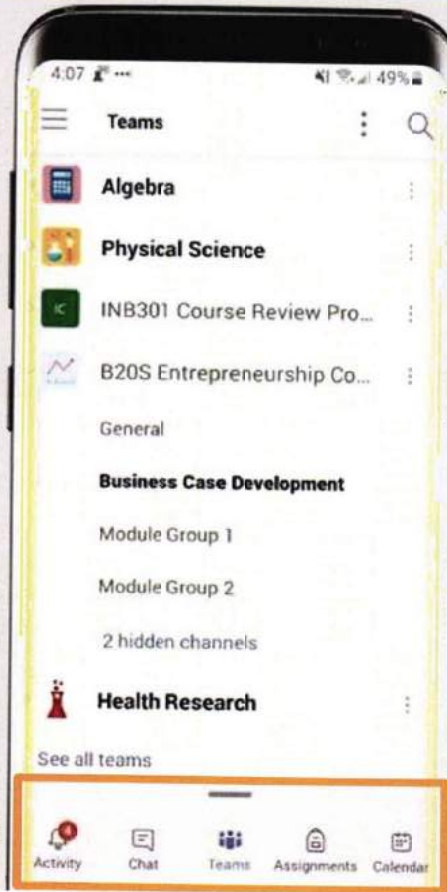 4:07 49%
Teams
Algebra
Physical Science
INB301 Course Review Pro...
B20S Entrepreneurship Co...
General
Business Case Development
Module Group 1
Module Group 2
2 hidden channels
Health Research
See all teams
4
Activity Chat Teams Assignments Calendar